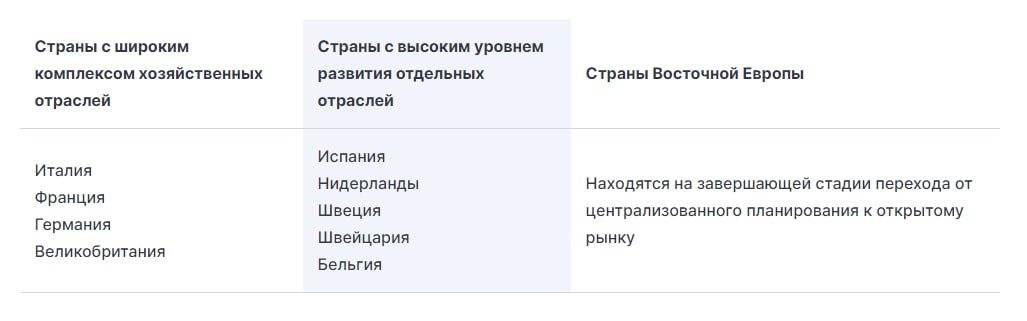 Страны с широким
комплексом хозяйственных
отраслей
Страны с высоким уровнем
развития отдельных
отраслей
Страны Восточной Европы
Италия
Франция
Германия
Великобритания
Испания
Нидерланды
Швеция
Швейцария
Бельгия
Находятся на завершающей стадии перехода от
централизованного планирования к открытому
рынку